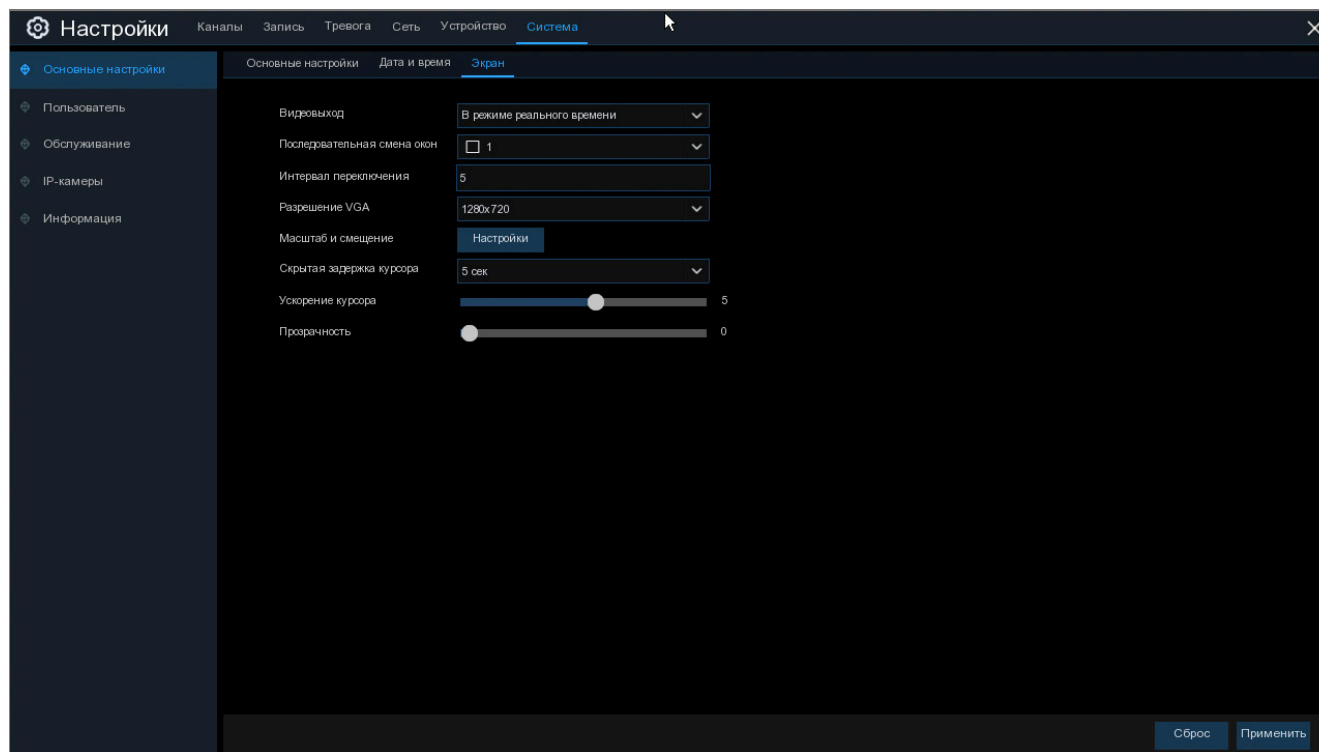 Настройки Каналы Запись Тревога Сеть Устройство Система
Основные настройки
Пользователь
Обслуживание
IP-камеры
Информация
Основные настройки Дата и время Экран
Видеовыход В режиме реального времени
Последовательная смена окон 1
Интервал переключения 5
Разрешение VGA 1280x720
Масштаб и смещение Настройки
Скрытая задержка курсора 5 сек
Ускорение курсора 5
Прозрачность 0
Сброс Применить